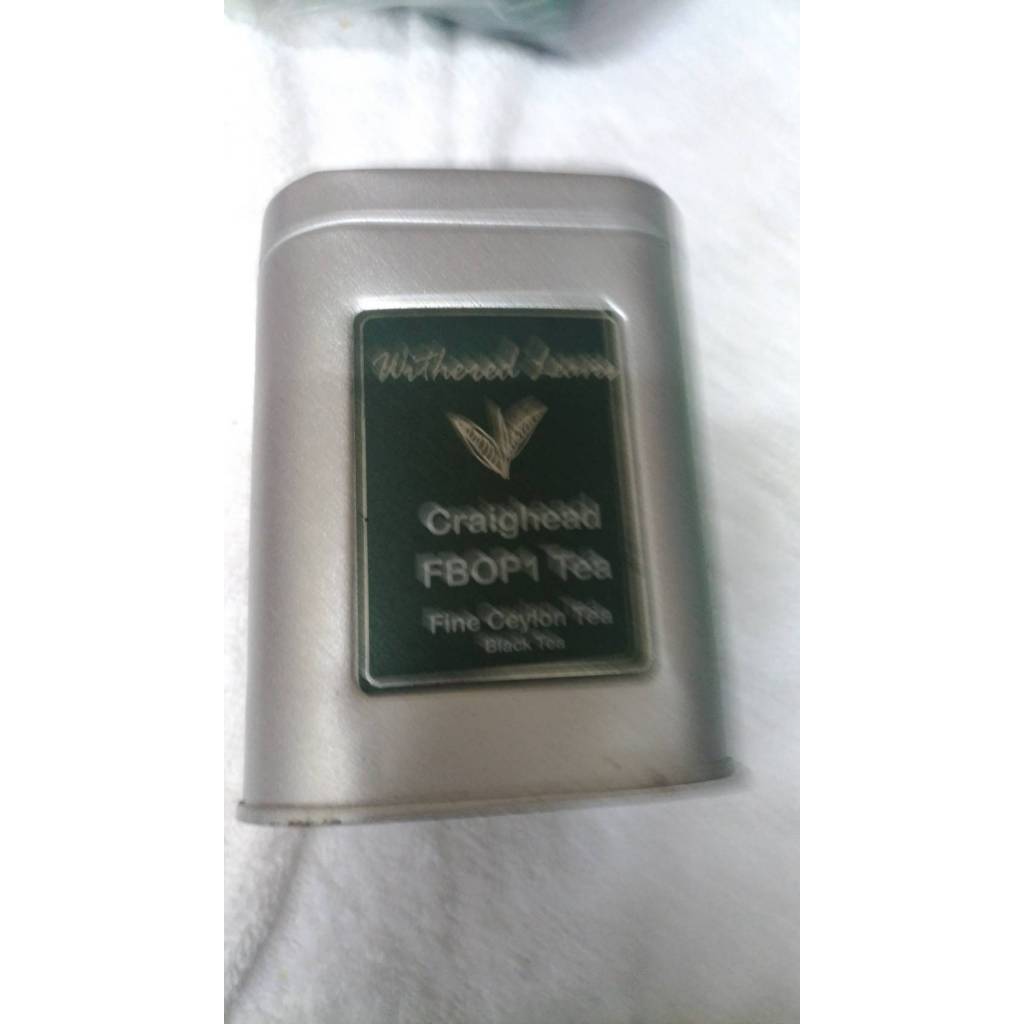 Withered Leaves
Craighead
FBOP1 Tea
Fine Ceylon Tea
Black Tea